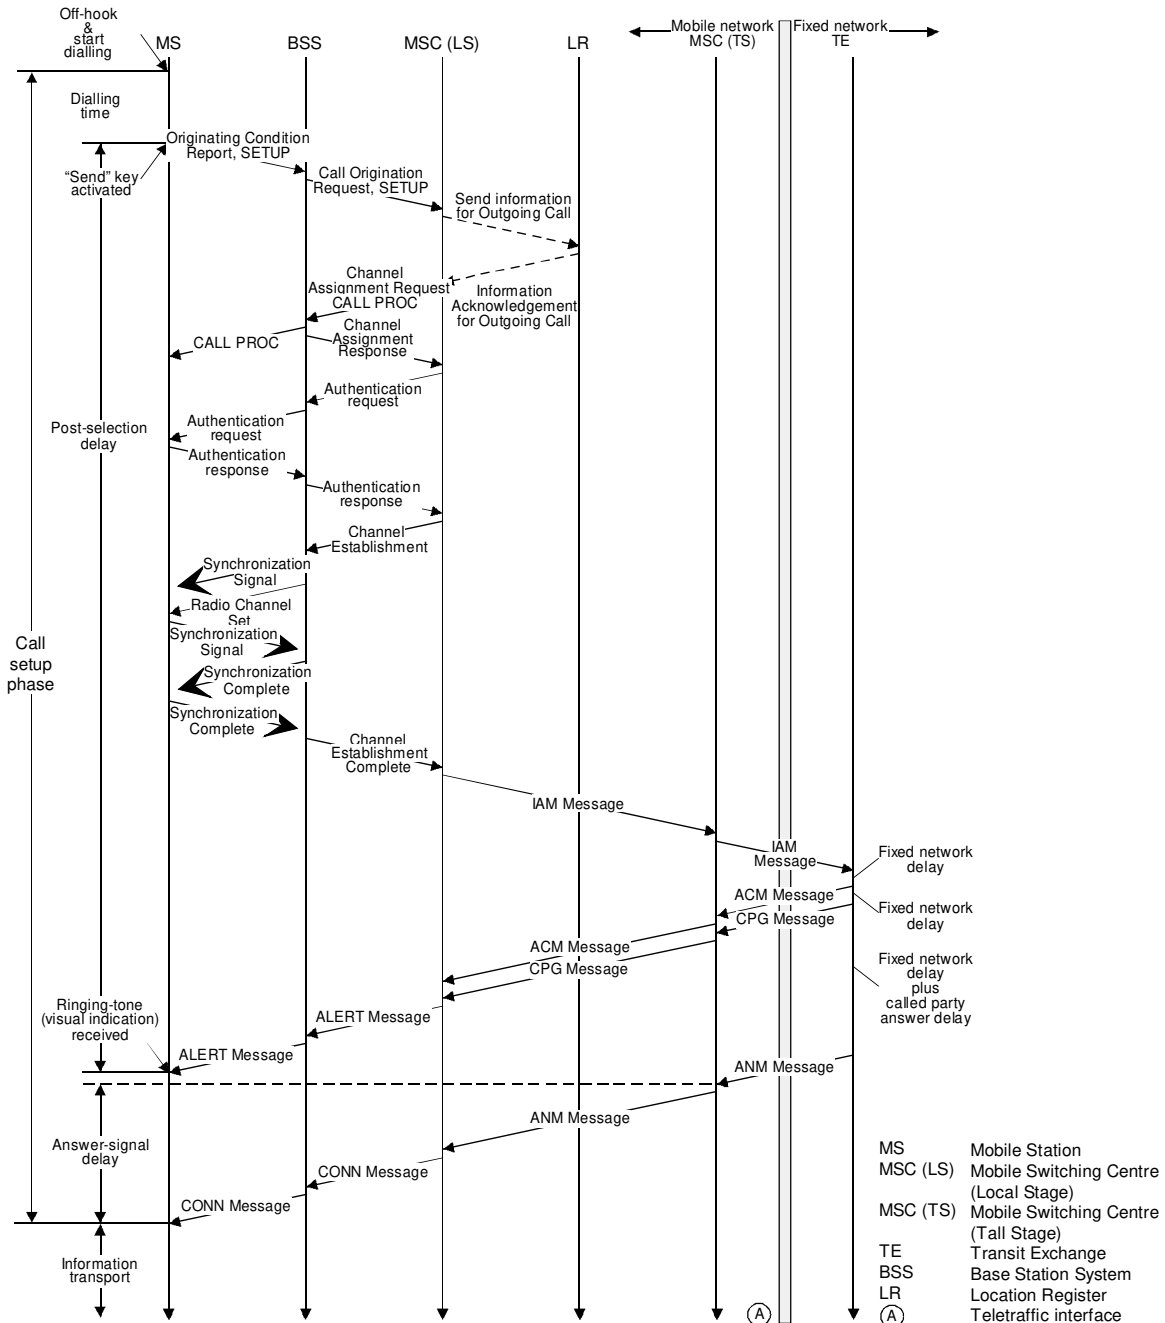 Off-hook
&
start
dialling
MS
BSS
MSC (LS)
LR
Mobile network
MSC (TS)
Fixed network
TE
Dialling
time
Originating Condition
Report, SETUP
“Send” key
activated
Call Origination
Request, SETUP
Send information
for Outgoing Call
Channel
Assignment Request
CALL PROC
Information
Acknowledgement
for Outgoing Call
Channel
Assignment
Response
CALL PROC
Authentication
request
Authentication
request
Post-selection
delay
Authentication
response
Authentication
response
Channel
Establishment
Synchronization
Signal
Radio Channel
Set
Synchronization
Signal
Call
setup
phase
Synchronization
Complete
Synchronization
Complete
Channel
Establishment
Complete
IAM Message
IAM
Message
Fixed network
delay
ACM Message
Fixed network
delay
CPG Message
ACM Message
CPG Message
Fixed network
delay
plus
called party
answer delay
Ringing-tone
(visual indication)
received
ALERT Message
ALERT Message
ANM Message
ANM Message
Answer-signal
delay
CONN Message
CONN Message
Information
transport
A
MS Mobile Station
MSC (LS) Mobile Switching Centre
(Local Stage)
MSC (TS) Mobile Switching Centre
(Tall Stage)
TE Transit Exchange
BSS Base Station System
LR Location Register
A Teletraffic interface